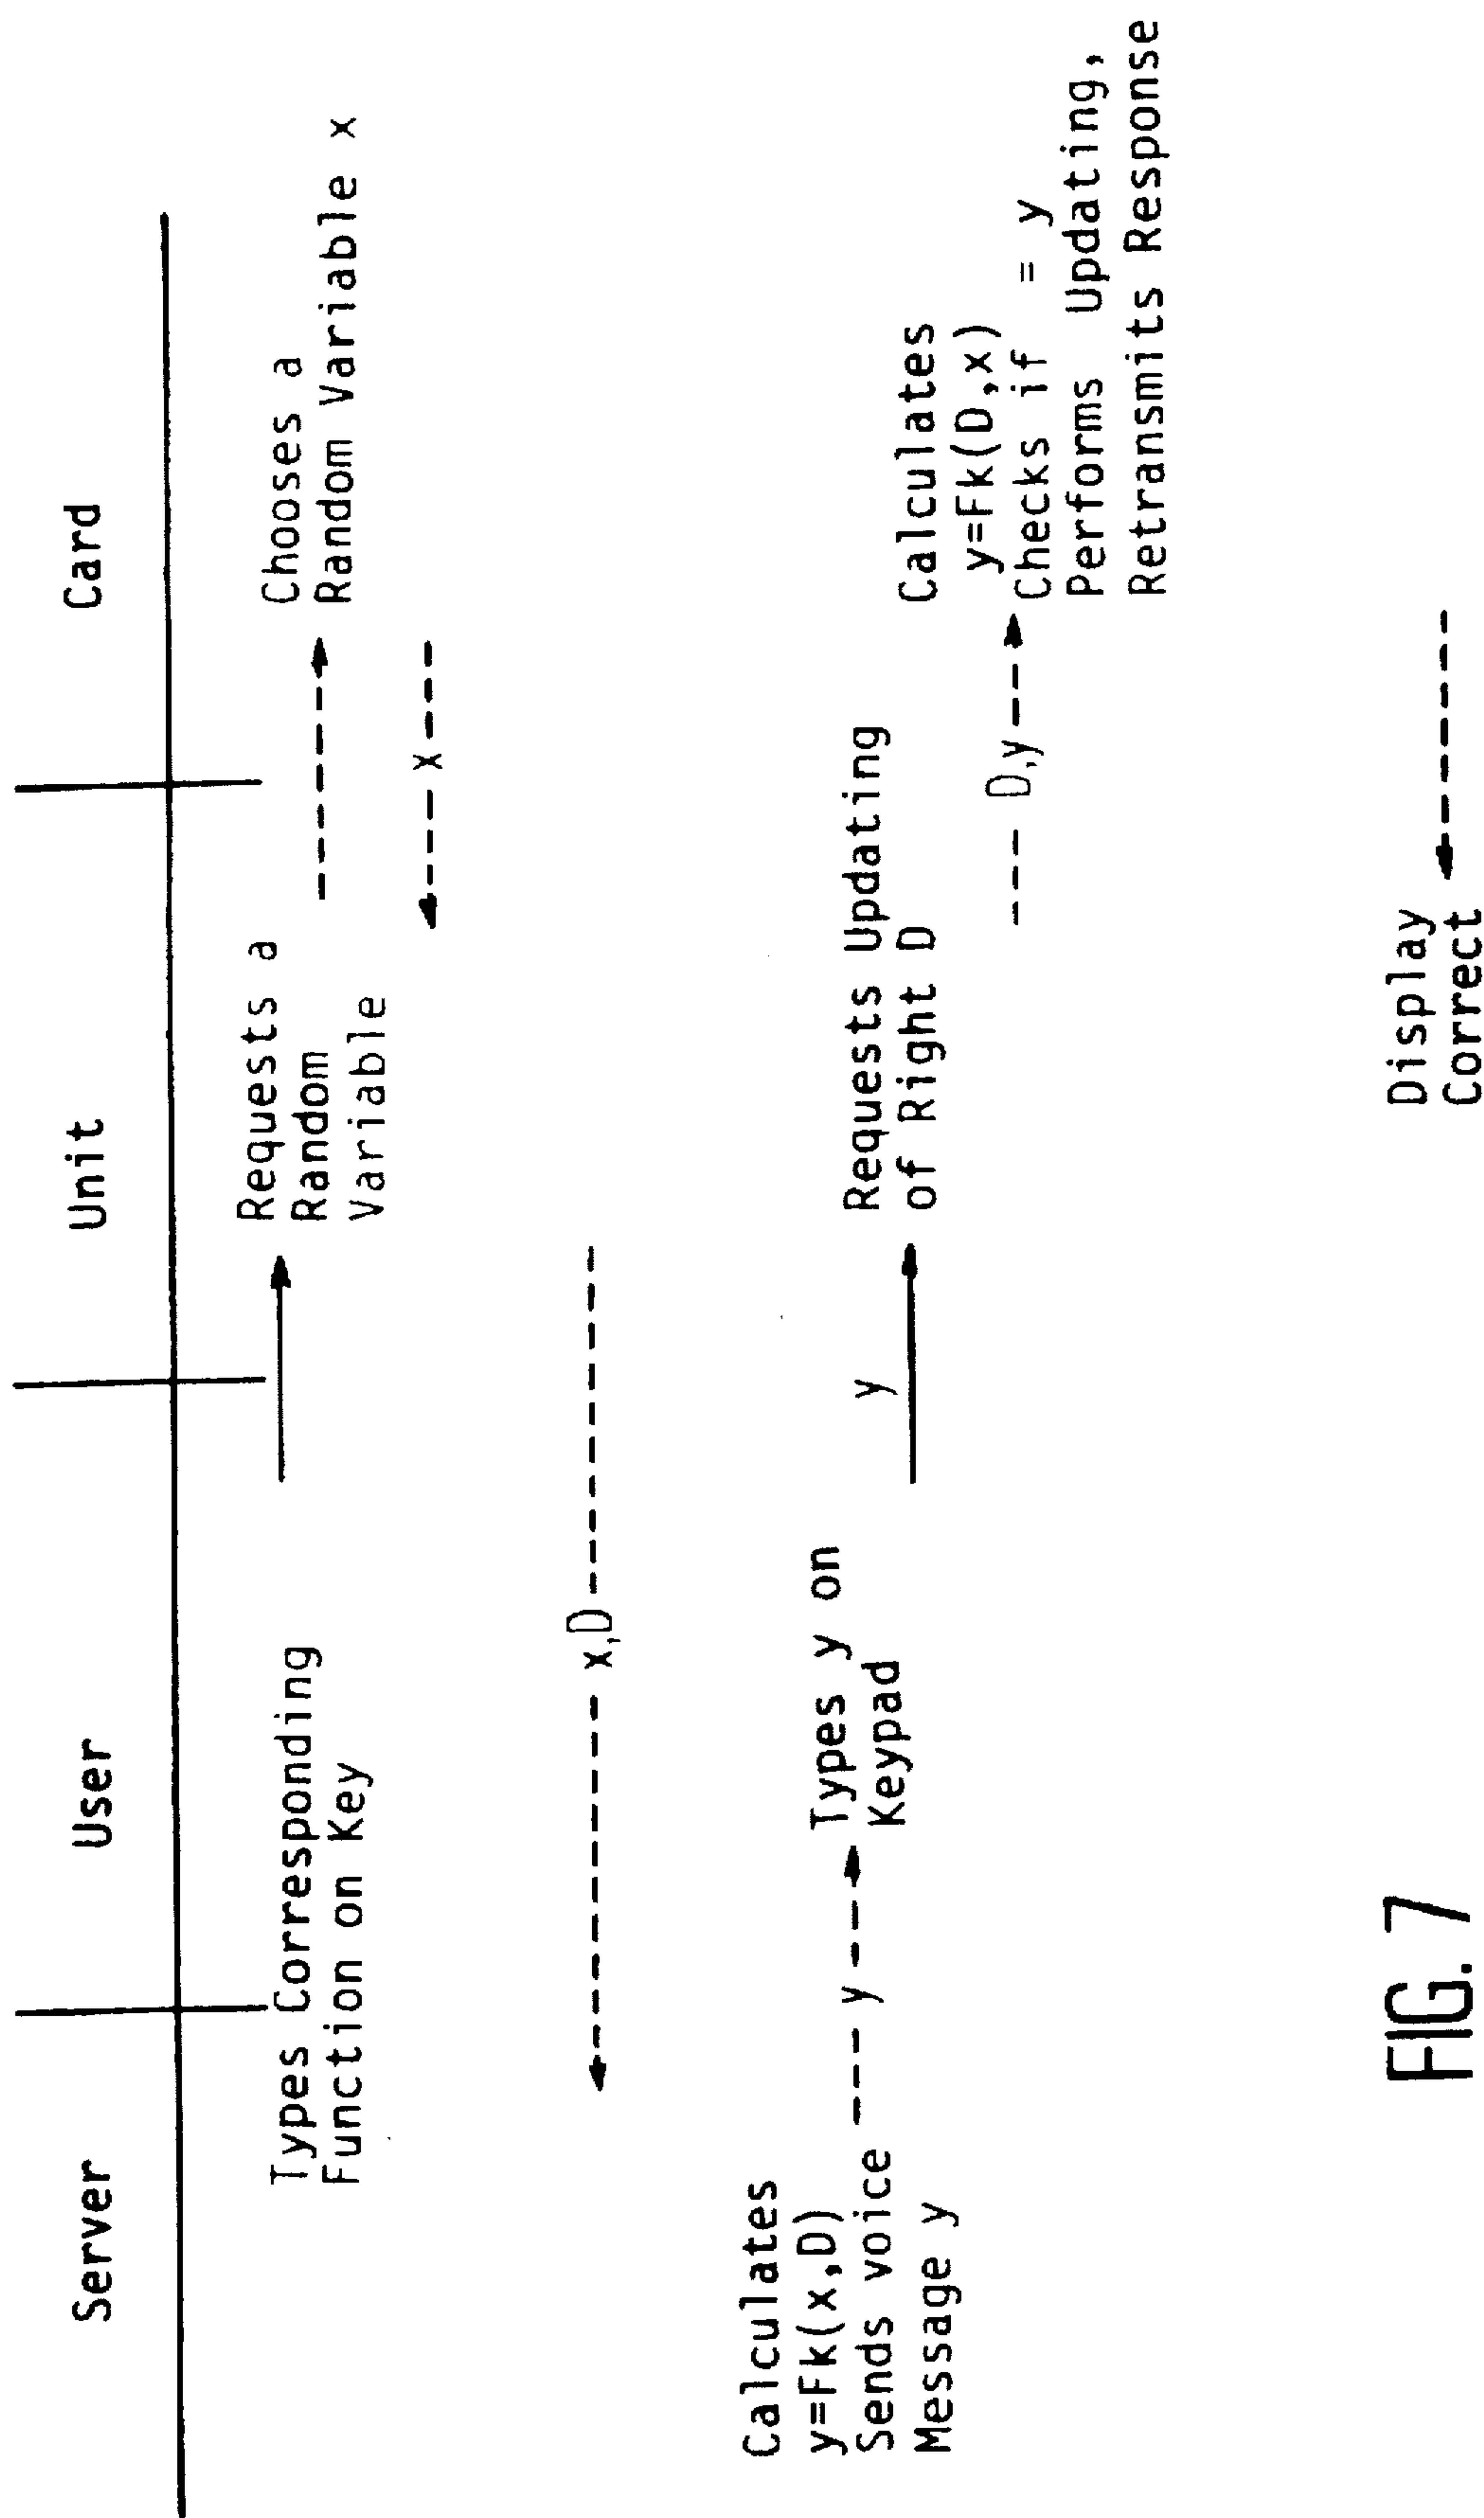 Server User Unit Card
Types Corresponding
Function on Key
Requests a
Random
Variable
Chooses a
Random Variable x
x
x,D
Calculates
y=Fk(x,D)
Sends voice
Message y
y
Types y on
Keypad
y
Requests Updating
of Right D
D,y
Calculates
y=Fk(D,x)
Checks if = y
Performs Updating,
Retransmits Response
Display
Correct
FIG. 7